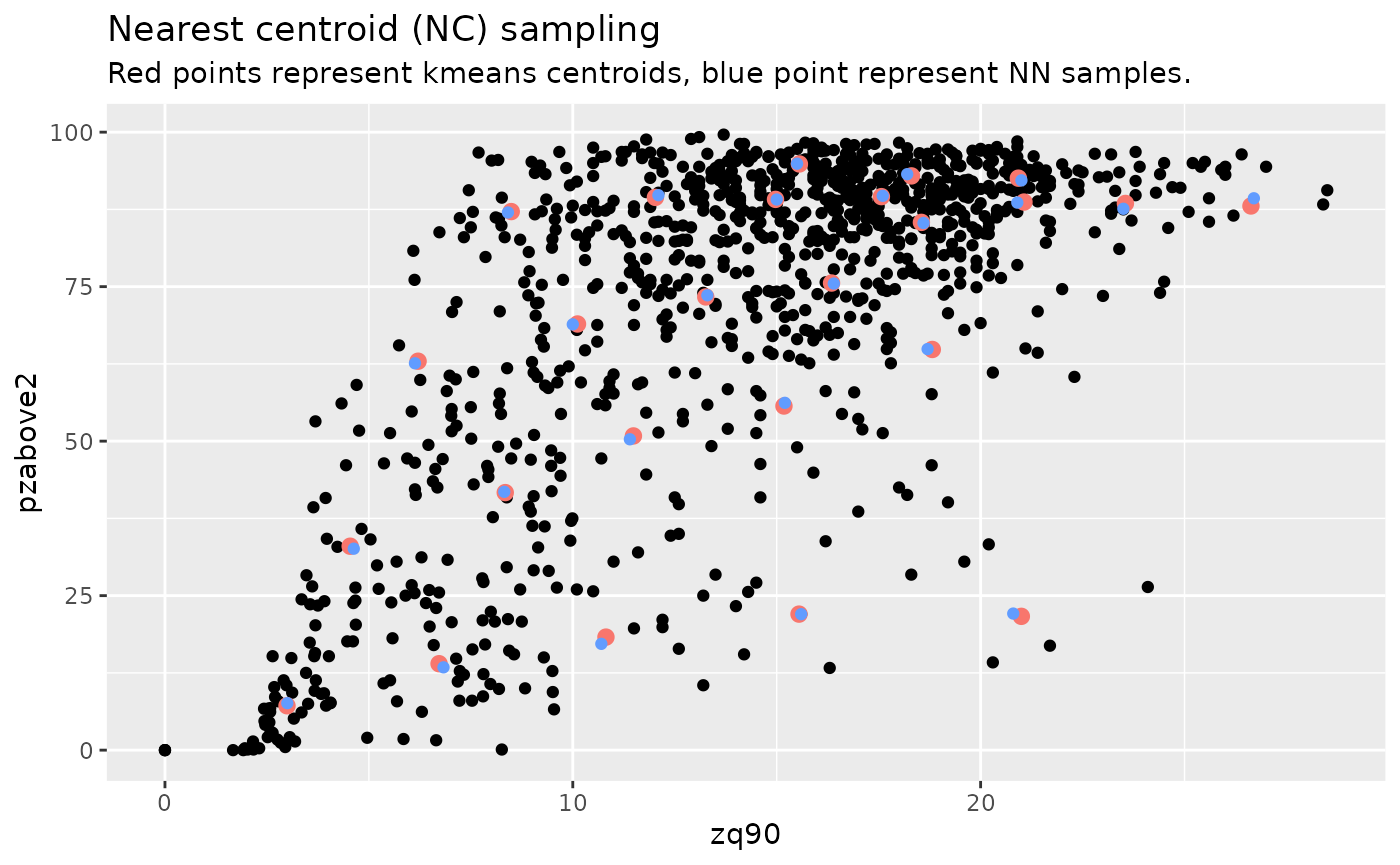 Nearest centroid (NC) sampling
Red points represent kmeans centroids, blue point represent NN samples.
100
75
50
25
0
pzabove2
0 10 20
zq90